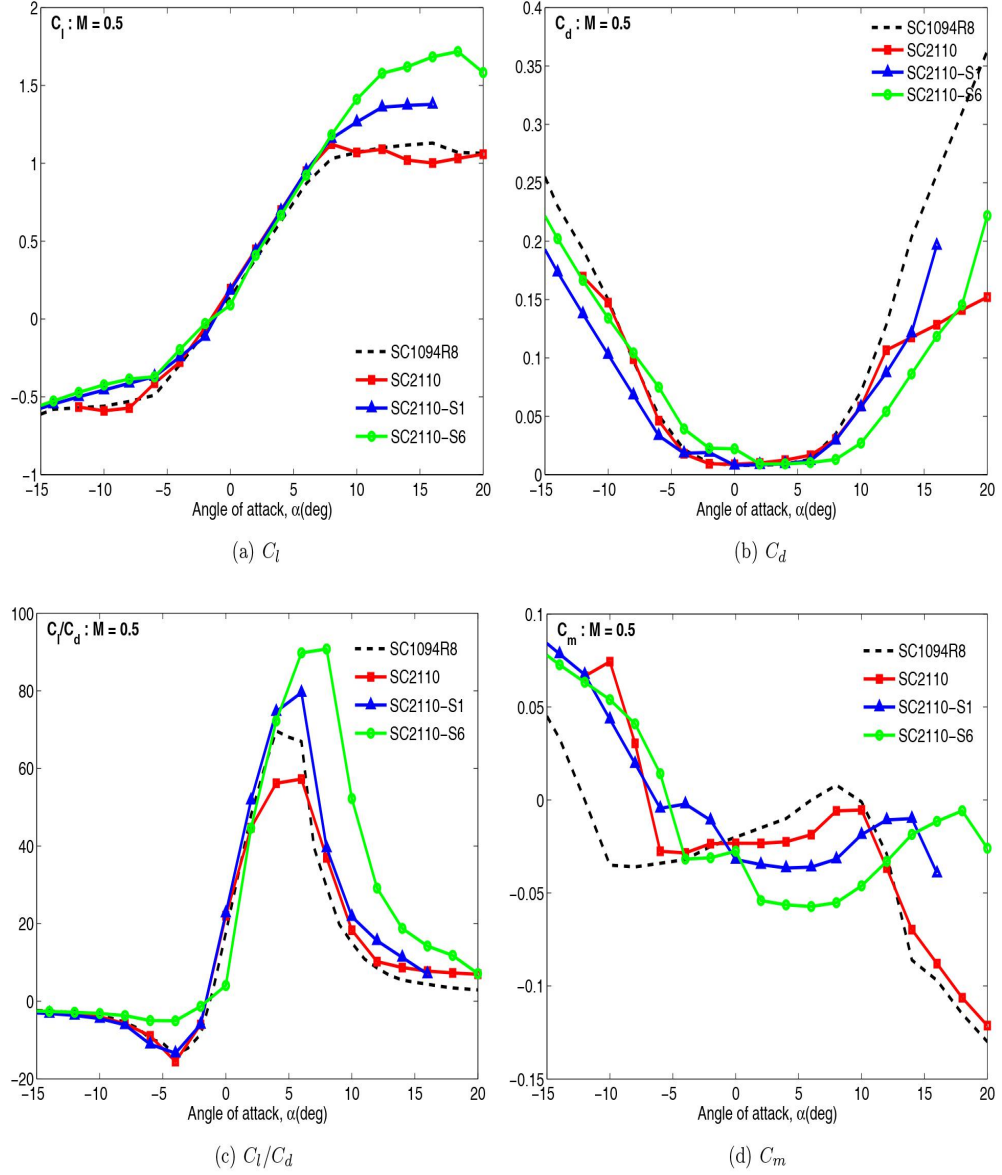 C_l : M = 0.5
2
1.5
1
0.5
0
−0.5
−1
SC1094R8
SC2110
SC2110-S1
SC2110-S6
−15 −10 −5 0 5 10 15 20
Angle of attack, α(deg)
(a) C_l
C_d : M = 0.5
0.4
0.35
0.3
0.25
0.2
0.15
0.1
0.05
0
SC1094R8
SC2110
SC2110-S1
SC2110-S6
−15 −10 −5 0 5 10 15 20
Angle of attack, α(deg)
(b) C_d
C_l/C_d : M = 0.5
100
80
60
40
20
0
−20
SC1094R8
SC2110
SC2110-S1
SC2110-S6
−15 −10 −5 0 5 10 15 20
Angle of attack, α(deg)
(c) C_l/C_d
C_m : M = 0.5
0.1
0.05
0
−0.05
−0.1
−0.15
SC1094R8
SC2110
SC2110-S1
SC2110-S6
−15 −10 −5 0 5 10 15 20
Angle of attack, α(deg)
(d) C_m